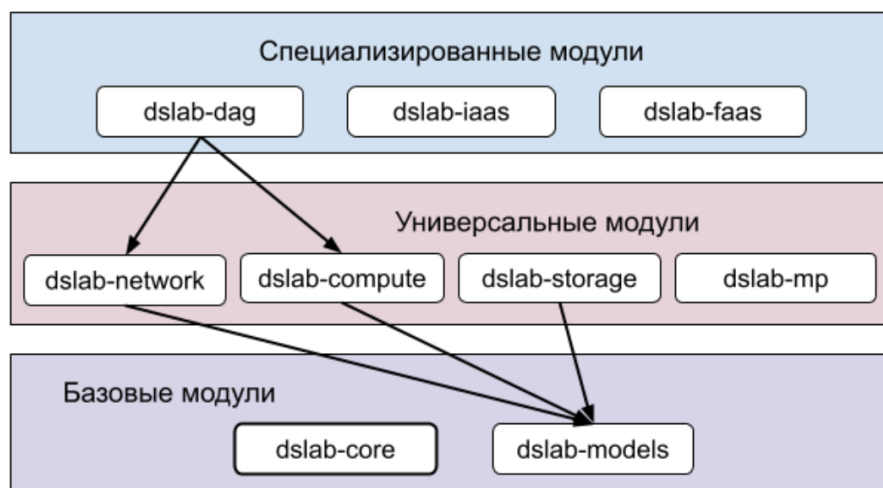 Специализированные модули
dslab-dag
dslab-iaas
dslab-faas
Универсальные модули
dslab-network
dslab-compute
dslab-storage
dslab-mp
Базовые модули
dslab-core
dslab-models